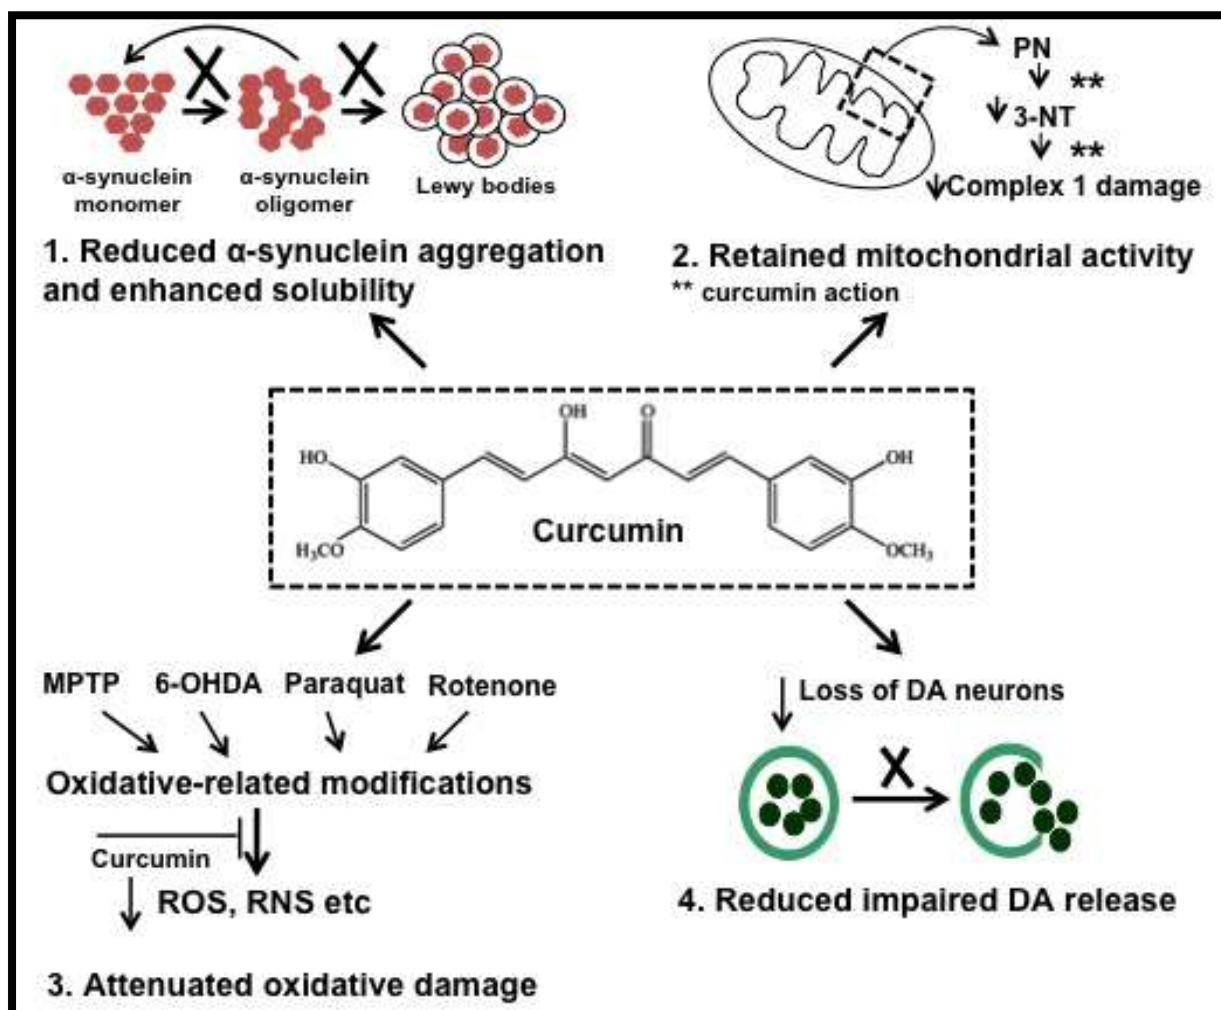 α-synuclein
monomer
α-synuclein
oligomer
Lewy bodies
1. Reduced α-synuclein aggregation
and enhanced solubility
PN
**
3-NT
**
Complex 1 damage
2. Retained mitochondrial activity
** curcumin action
OH
O
HO
OH
H₃CO
OCH₃
Curcumin
MPTP
6-OHDA
Paraquat
Rotenone
Oxidative-related modifications
Curcumin
ROS, RNS etc
3. Attenuated oxidative damage
Loss of DA neurons
4. Reduced impaired DA release